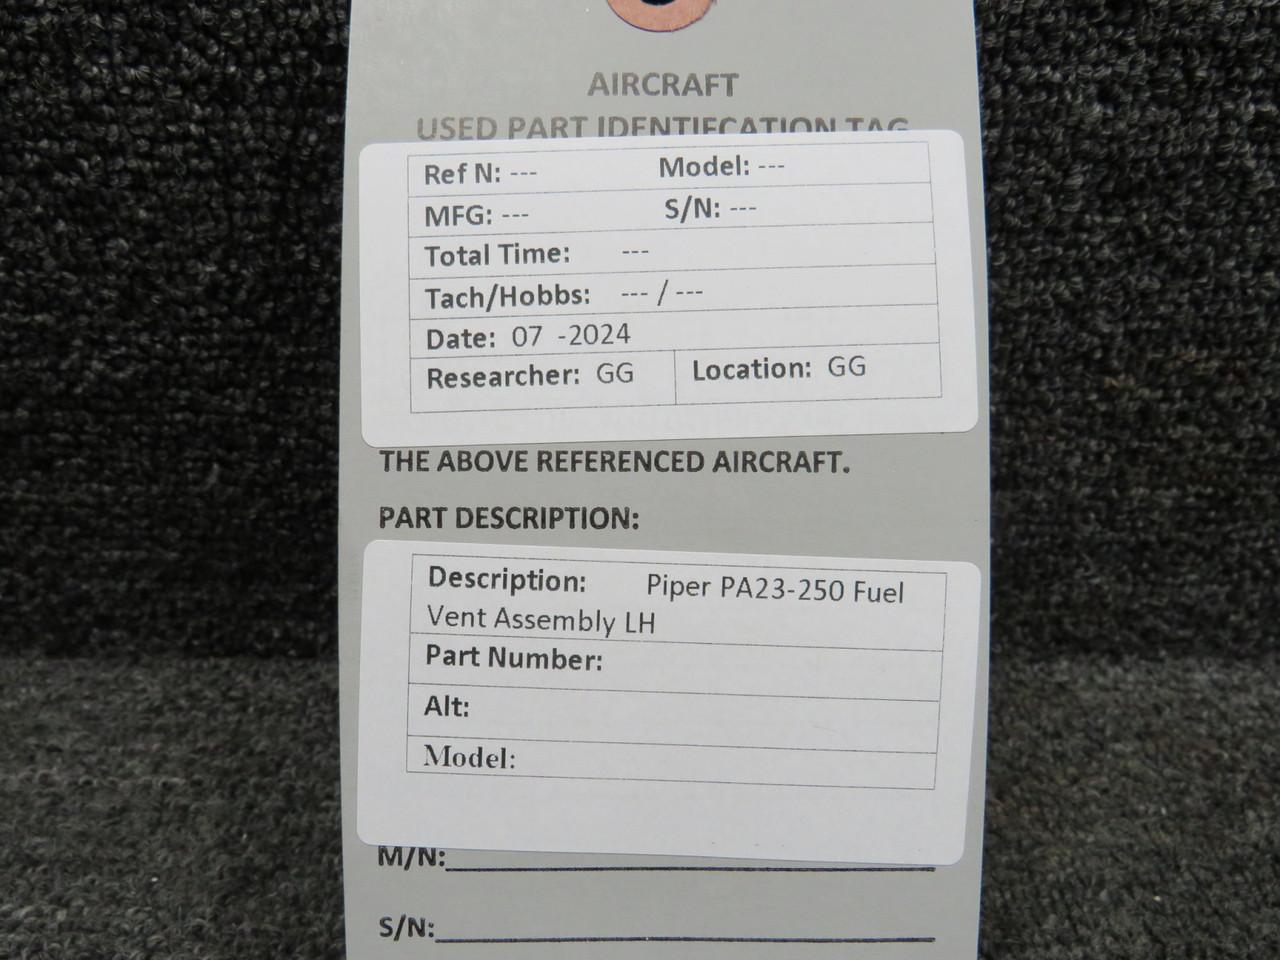 AIRCRAFT
USED PART IDENTIFCATION TAG
Ref N: --- Model: ---
MFG: --- S/N: ---
Total Time: ---
Tach/Hobbs: --- / ---
Date: 07 -2024
Researcher: GG Location: GG
THE ABOVE REFERENCED AIRCRAFT.
PART DESCRIPTION:
Description: Piper PA23-250 Fuel
Vent Assembly LH
Part Number:
Alt:
Model:
M/N:
S/N: